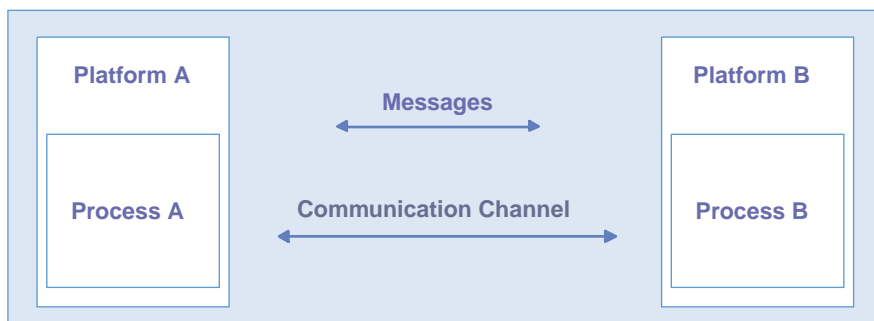 Platform A
Platform B
Messages
Process A
Communication Channel
Process B